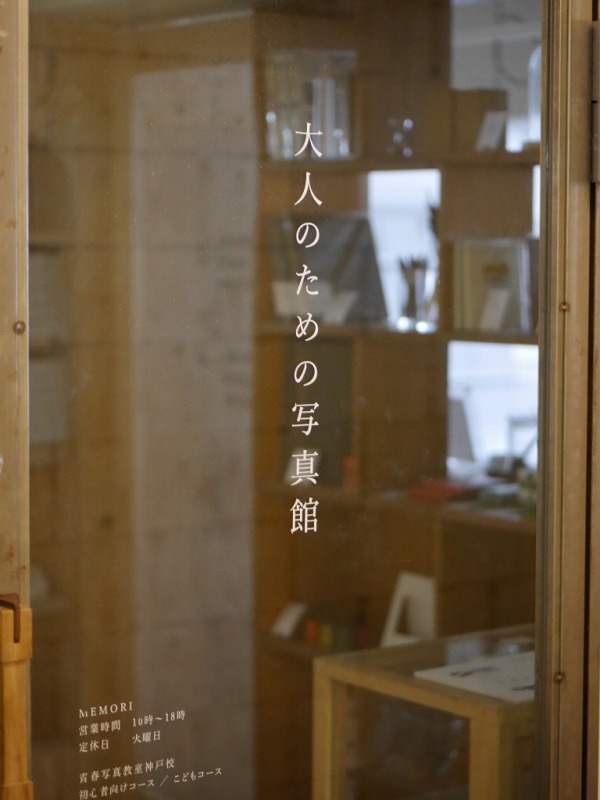 大人のための写真館
MEMORI
営業時間 10時～18時
定休日 火曜日
青春写真教室神戸校
初心者向けコース ／ こどもコース